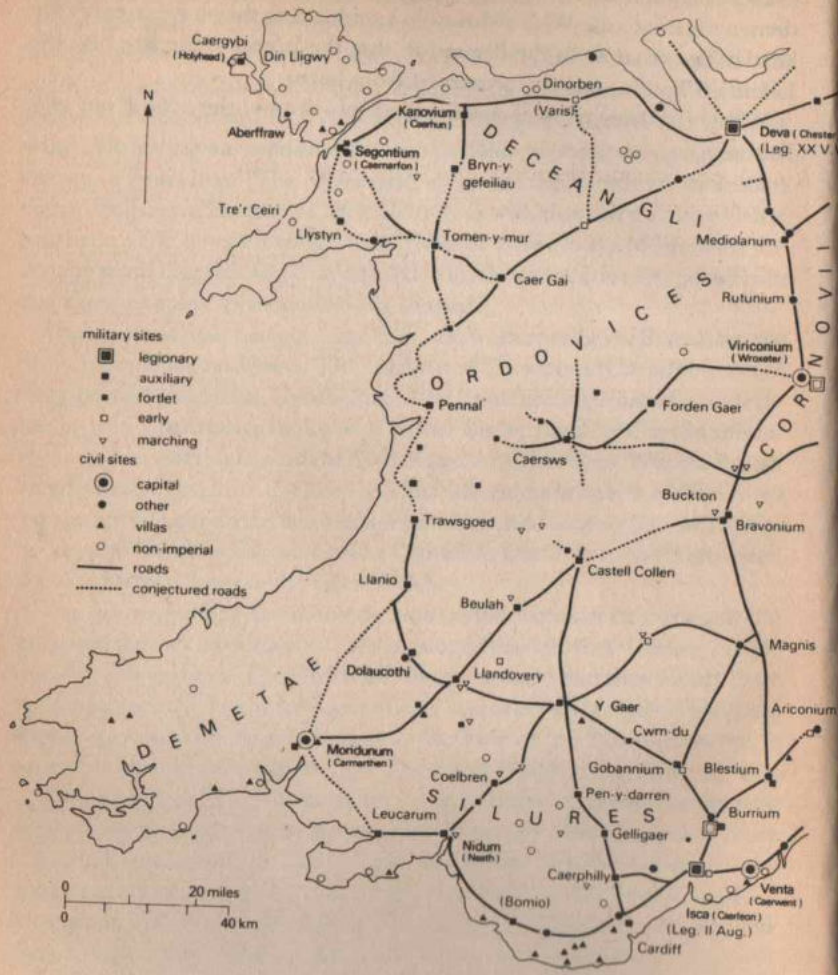 Caergybi
(Holyhead)
Din Lligwy
N
Aberffraw
Kanovium
(Caerhun)
Dinorben
(Varis)
Deva (Chester
(Leg. XX V.V
Segontium
(Caernarfon)
Bryn-y-
gefeiliau
DECEANGLI
Tre'r Ceiri
Llystyn
Tomen-y-mur
Mediolanum
Caer Gai
Rutunium
military sites
legionary
auxiliary
fortlet
early
marching
civil sites
capital
other
villas
non-imperial
roads
conjectured roads
ORDOVICES
Viriconium
(Wroxeter)
CORNOVII
Pennal
Forden Gaer
Caersws
Buckton
Bravonium
Trawsgoed
Castell Collen
Llanio
Beulah
Magnis
Dolaucothi
Llandovery
DEMETAE
Y Gaer
Ariconium
Cwm-du
Moridunum
(Carmarthen)
Gobannium
Blestium
Coelbren
Pen-y-darren
SILURES
Burrium
Leucarum
Gelligaer
Nidum
(Neath)
Caerphilly
Venta
(Caerwent)
(Bomio)
Isca (Caerleon)
(Leg. II Aug.)
Cardiff
0 20 miles
0 40 km